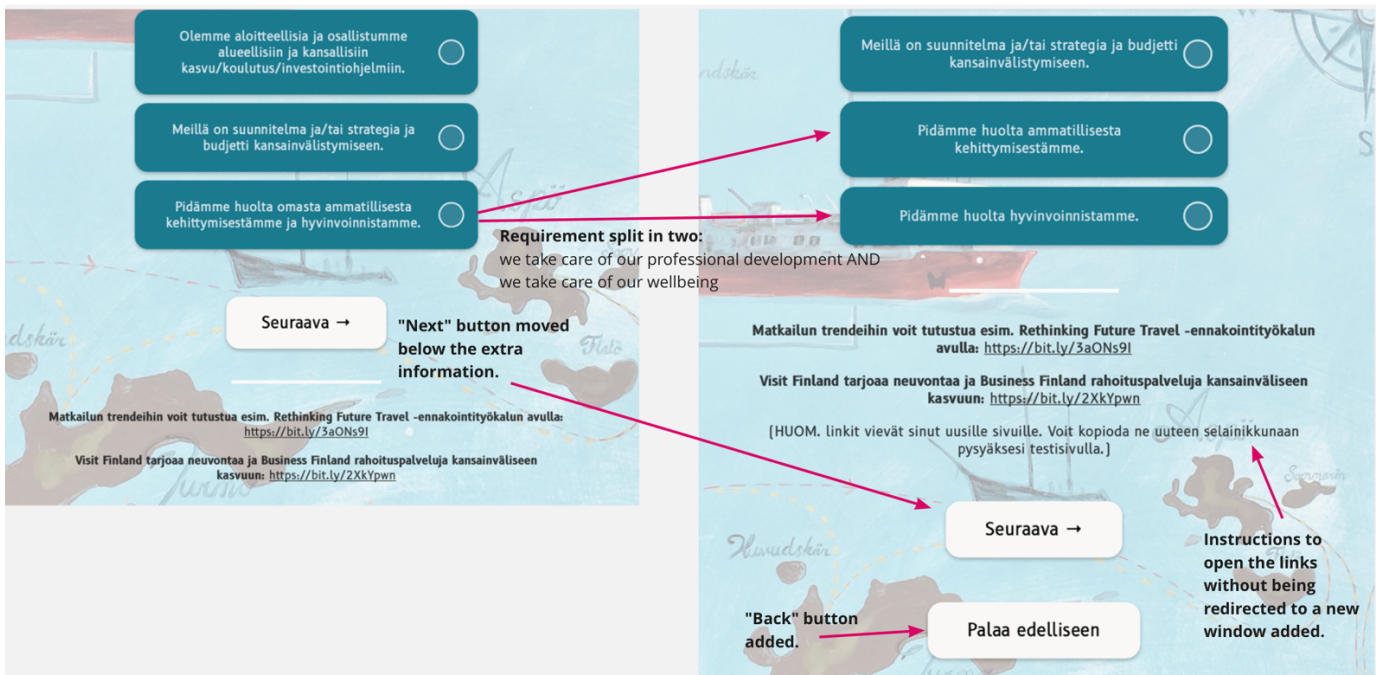 Olemme aloitteellisia ja osallistumme
alueellisiin ja kansallisiin
kasvu/koulutus/investointiohjelmiin.
Meillä on suunnitelma ja/tai strategia ja
budjetti kansainvälistymiseen.
Pidämme huolta omasta ammatillisesta
kehittymisestämme ja hyvinvoinnistamme.
Aspö
Seuraava →
"Next" button moved
below the extra
information.
Flatö
Matkailun trendeihin voit tutustua esim. Rethinking Future Travel -ennakointityökalun avulla:
https://bit.ly/3aONs9I
Visit Finland tarjoaa neuvontaa ja Business Finland rahoituspalveluja kansainväliseen
kasvuun: https://bit.ly/2XkYpwn
Jurmo
Requirement split in two:
we take care of our professional development AND
we take care of our wellbeing
Meillä on suunnitelma ja/tai strategia ja budjetti
kansainvälistymiseen.
Pidämme huolta ammatillisesta
kehittymisestämme.
Pidämme huolta hyvinvoinnistamme.
S
Matkailun trendeihin voit tutustua esim. Rethinking Future Travel -ennakointityökalun
avulla: https://bit.ly/3aONs9I
Visit Finland tarjoaa neuvontaa ja Business Finland rahoituspalveluja kansainväliseen
kasvuun: https://bit.ly/2XkYpwn
(HUOM. linkit vievät sinut uusille sivuille. Voit kopioida ne uuteen selainikkunaan
pysyäksesi testisivulla.)
Huvudskär
Seuraava →
Instructions to
open the links
without being
redirected to a new
window added.
"Back" button
added.
Palaa edelliseen